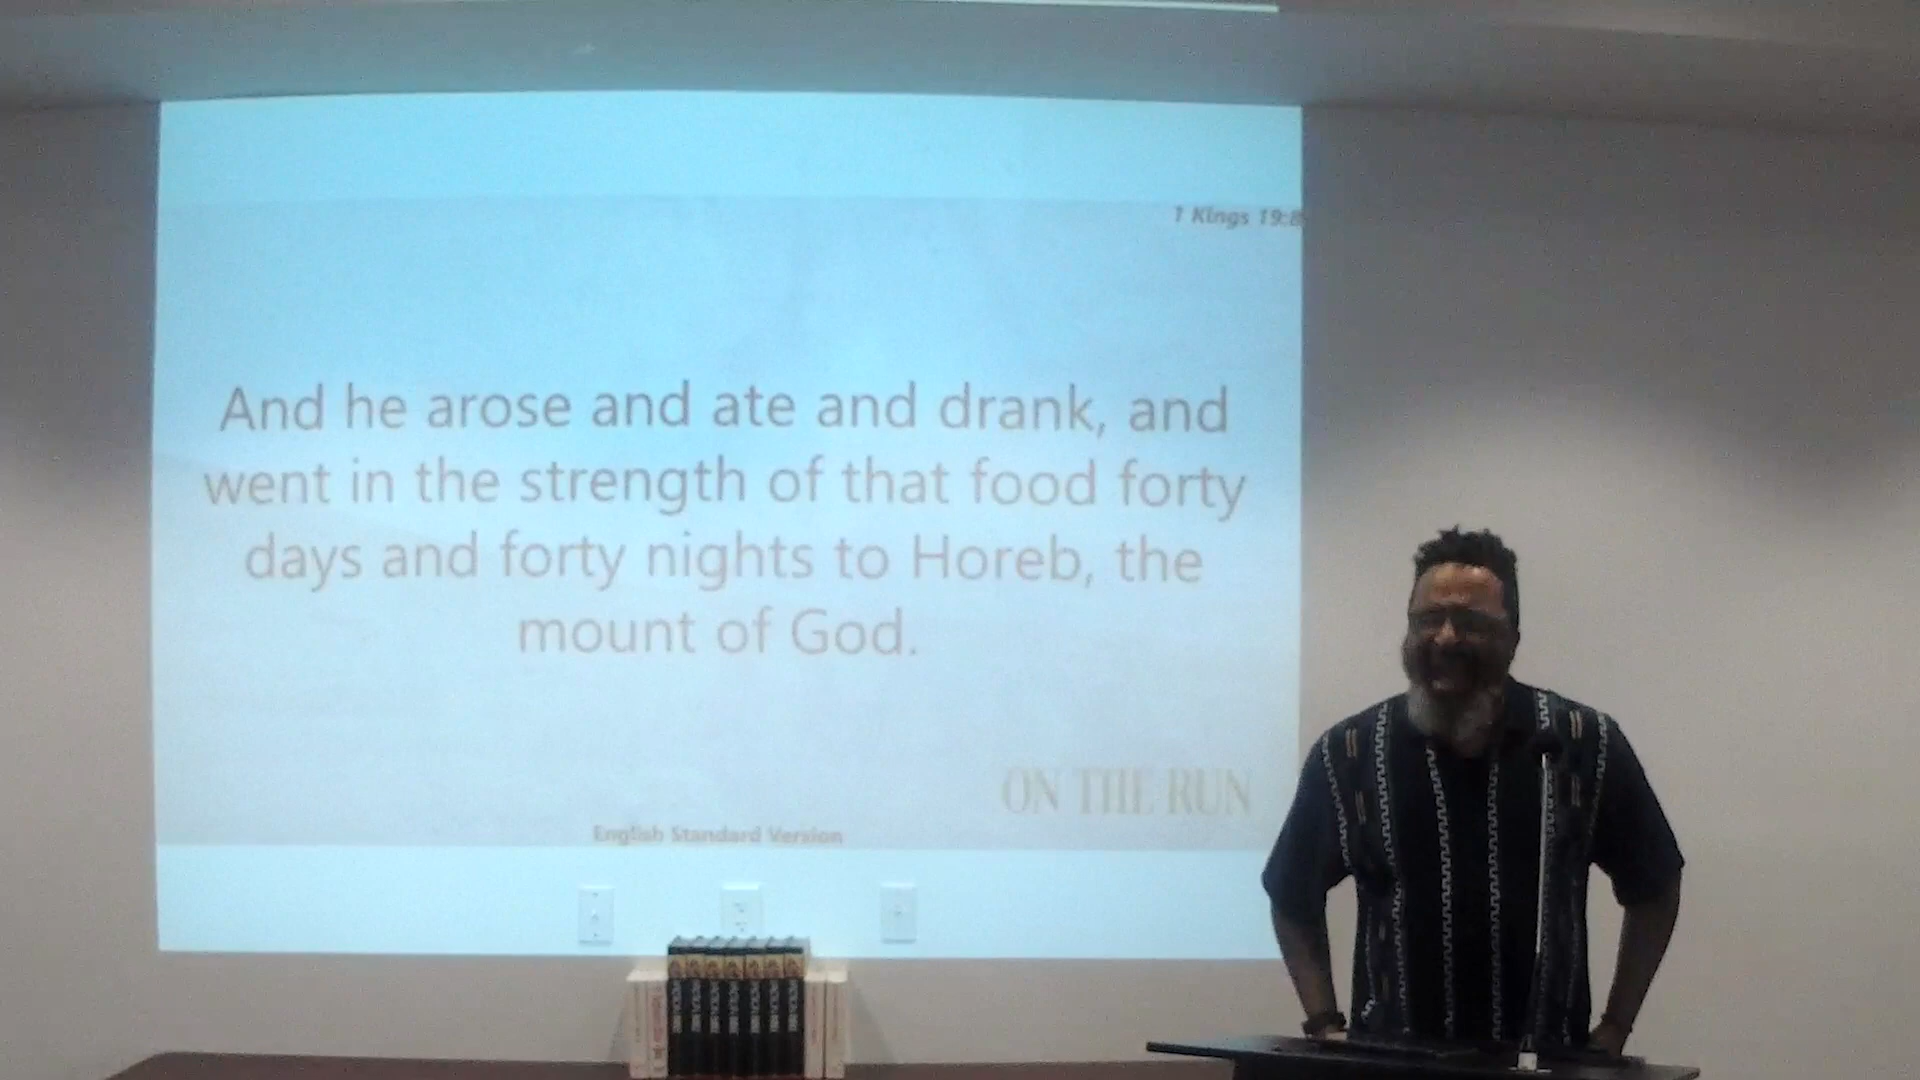 1 Kings 19:8
And he arose and ate and drank, and
went in the strength of that food forty
days and forty nights to Horeb, the
mount of God.
ON THE RUN
English Standard Version